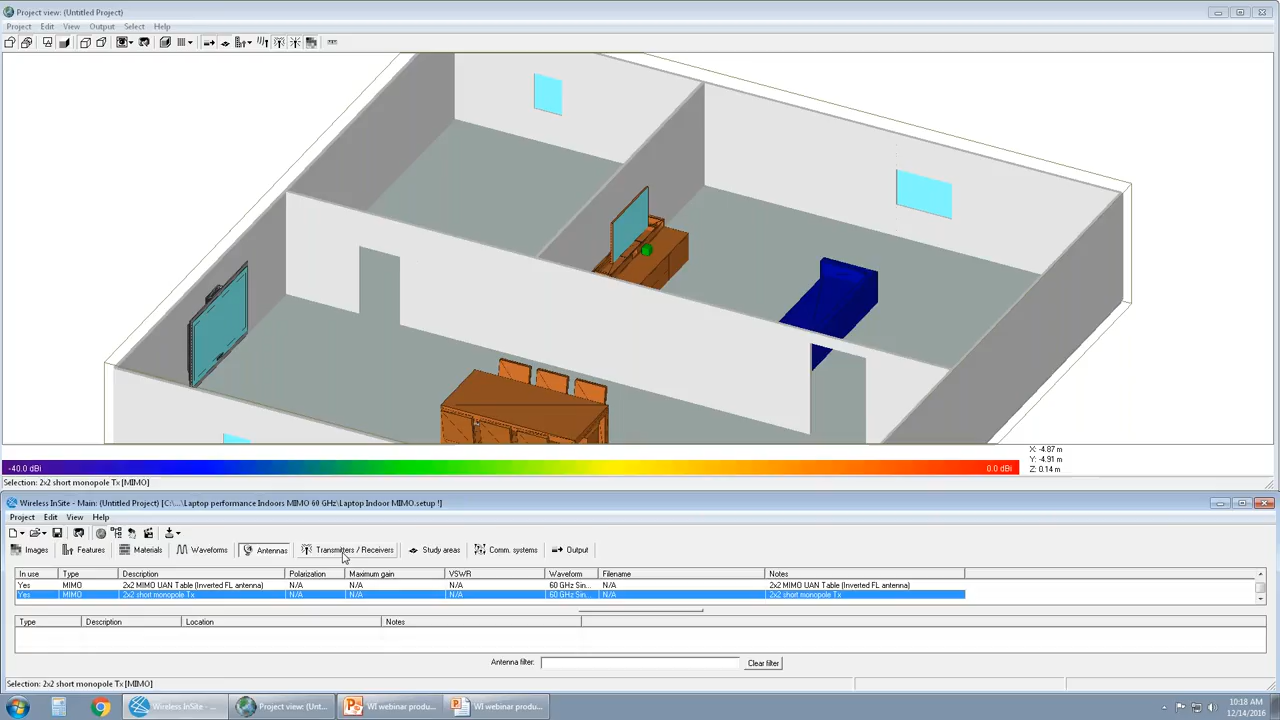 Project view: (Untitled Project)
Project Edit View Output Select Help
X: -4.87 m
Y: -4.91 m
Z: 0.14 m
-40.0 dBi 0.0 dBi
Selection: 2x2 short monopole Tx [MIMO]
Wireless InSite - Main: (Untitled Project) [C:\...\Laptop performance Indoors MIMO 60 GHz\Laptop Indoor MIMO.setup !]
Project Edit View Help
Images Features Materials Waveforms Antennas Transmitters / Receivers Study areas Comm. systems Output
In use Type Description Polarization Maximum gain VSWR Waveform Filename Notes
Yes MIMO 2x2 MIMO UAN Table (Inverted FL antenna) N/A N/A N/A 60 GHz Sin... N/A 2x2 MIMO UAN Table (Inverted FL antenna)
Yes MIMO 2x2 short monopole Tx N/A N/A N/A 60 GHz Sin... N/A 2x2 short monopole Tx
Type Description Location Notes
Antenna filter: Clear filter
Selection: 2x2 short monopole Tx [MIMO]
Wireless InSite - ... Project view: (Unt... WI webinar produ... WI webinar produ... 10:18 AM
12/14/2016